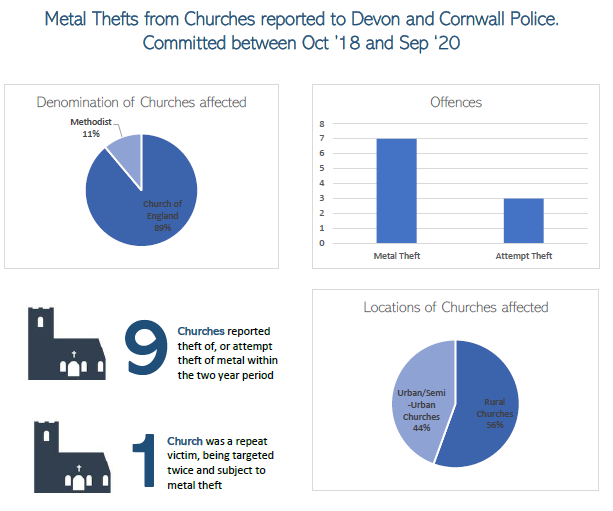 Metal Thefts from Churches reported to Devon and Cornwall Police.
Committed between Oct ’18 and Sep ‘20
Denomination of Churches affected
Methodist
11%
Church of
England
89%
Offences
8
7
6
5
4
3
2
1
0
Metal Theft
Attempt Theft
9
Churches reported
theft of, or attempt
theft of metal within
the two year period
1
Church was a repeat
victim, being targeted
twice and subject to
metal theft
Locations of Churches affected
Urban/Semi
-Urban
Churches
44%
Rural
Churches
56%